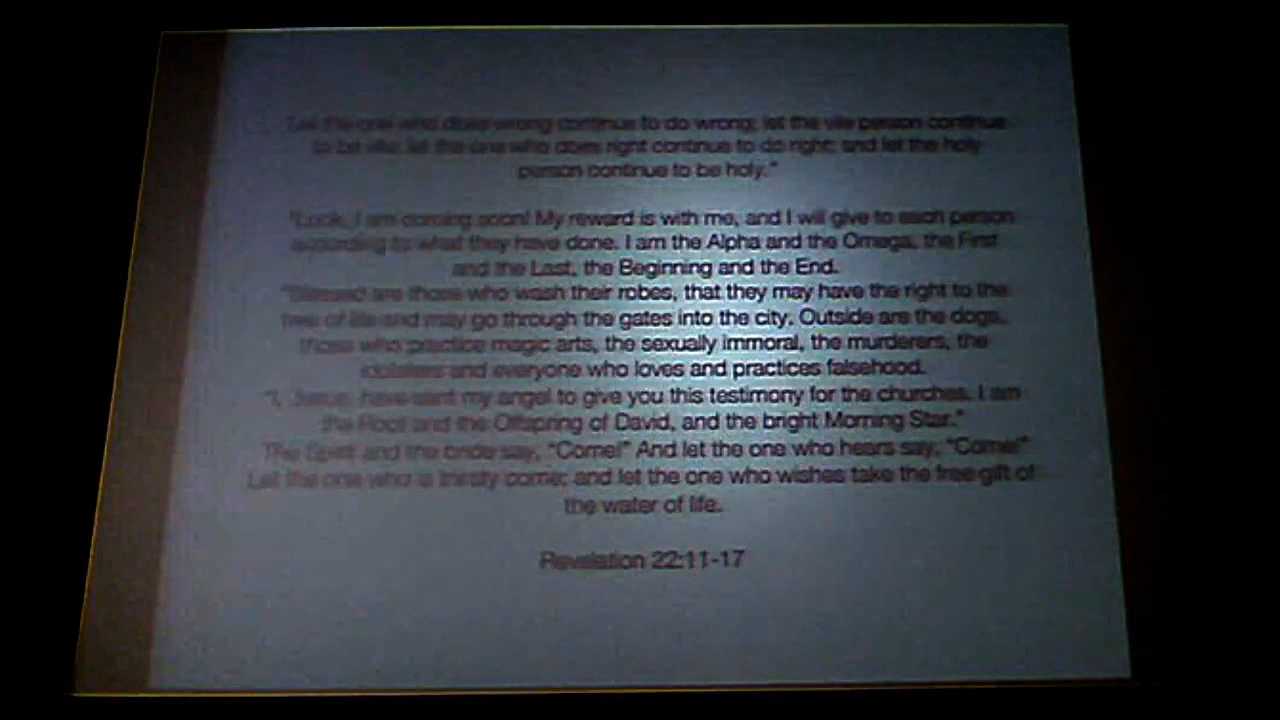 Let the one who does wrong continue to do wrong; let the vile person continue
to be vile; let the one who does right continue to do right; and let the holy
person continue to be holy."
"Look, I am coming soon! My reward is with me, and I will give to each person
according to what they have done. I am the Alpha and the Omega, the First
and the Last, the Beginning and the End.
"Blessed are those who wash their robes, that they may have the right to the
tree of life and may go through the gates into the city. Outside are the dogs,
those who practice magic arts, the sexually immoral, the murderers, the
idolaters and everyone who loves and practices falsehood.
"I, Jesus, have sent my angel to give you this testimony for the churches. I am
the Root and the Offspring of David, and the bright Morning Star."
The Spirit and the bride say, "Come!" And let the one who hears say, "Come!"
Let the one who is thirsty come; and let the one who wishes take the free gift of
the water of life.
Revelation 22:11-17